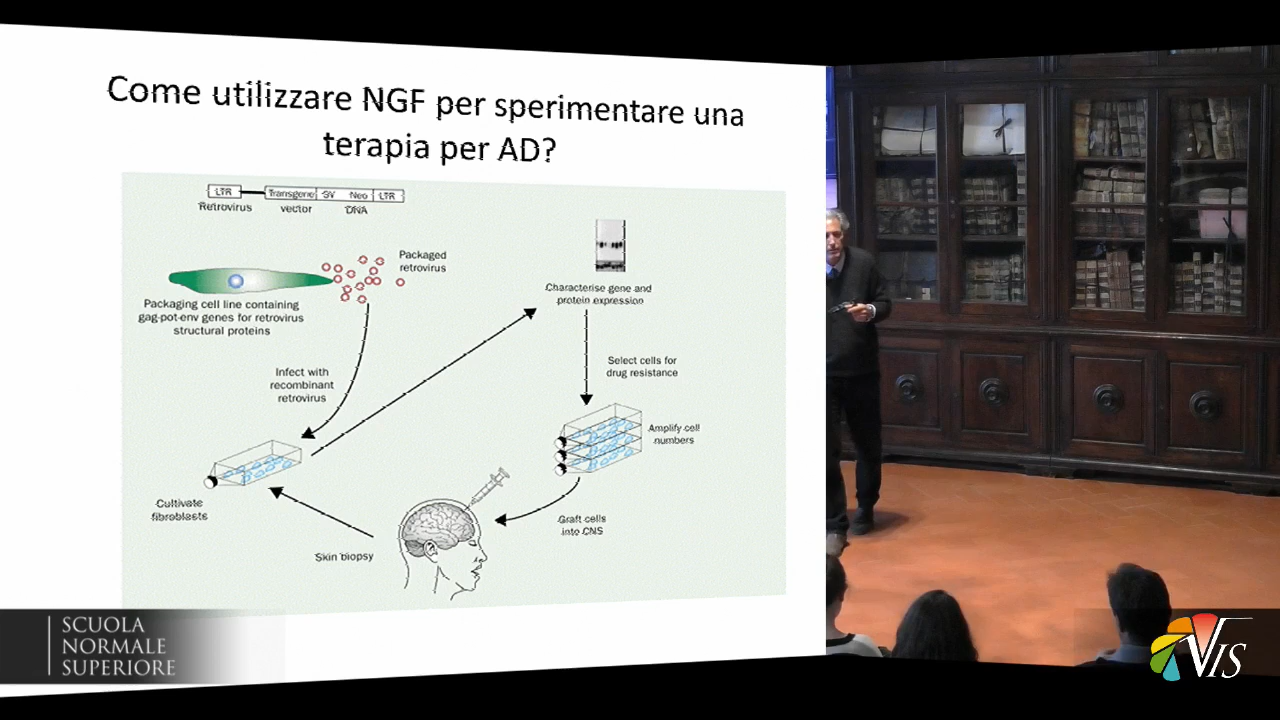 Come utilizzare NGF per sperimentare una
terapia per AD?
LTR Transgene SV Neo LTR
Retrovirus vector DNA
Packaged
retrovirus
Packaging cell line containing
gag-pot-env genes for retrovirus
structural proteins
Infect with
recombinant
retrovirus
Cultivate
fibroblasts
Skin biopsy
Characterise gene and
protein expression
Select cells for
drug resistance
Amplify cell
numbers
Graft cells
into CNS
SCUOLA
NORMALE
SUPERIORE
VIS